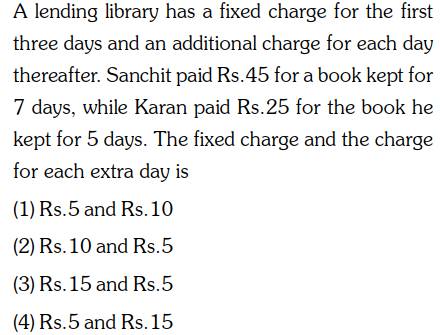 A lending library has a fixed charge for the first
three days and an additional charge for each day
thereafter. Sanchit paid Rs.45 for a book kept for
7 days, while Karan paid Rs.25 for the book he
kept for 5 days. The fixed charge and the charge
for each extra day is
(1) Rs.5 and Rs.10
(2) Rs.10 and Rs.5
(3) Rs.15 and Rs.5
(4) Rs.5 and Rs.15